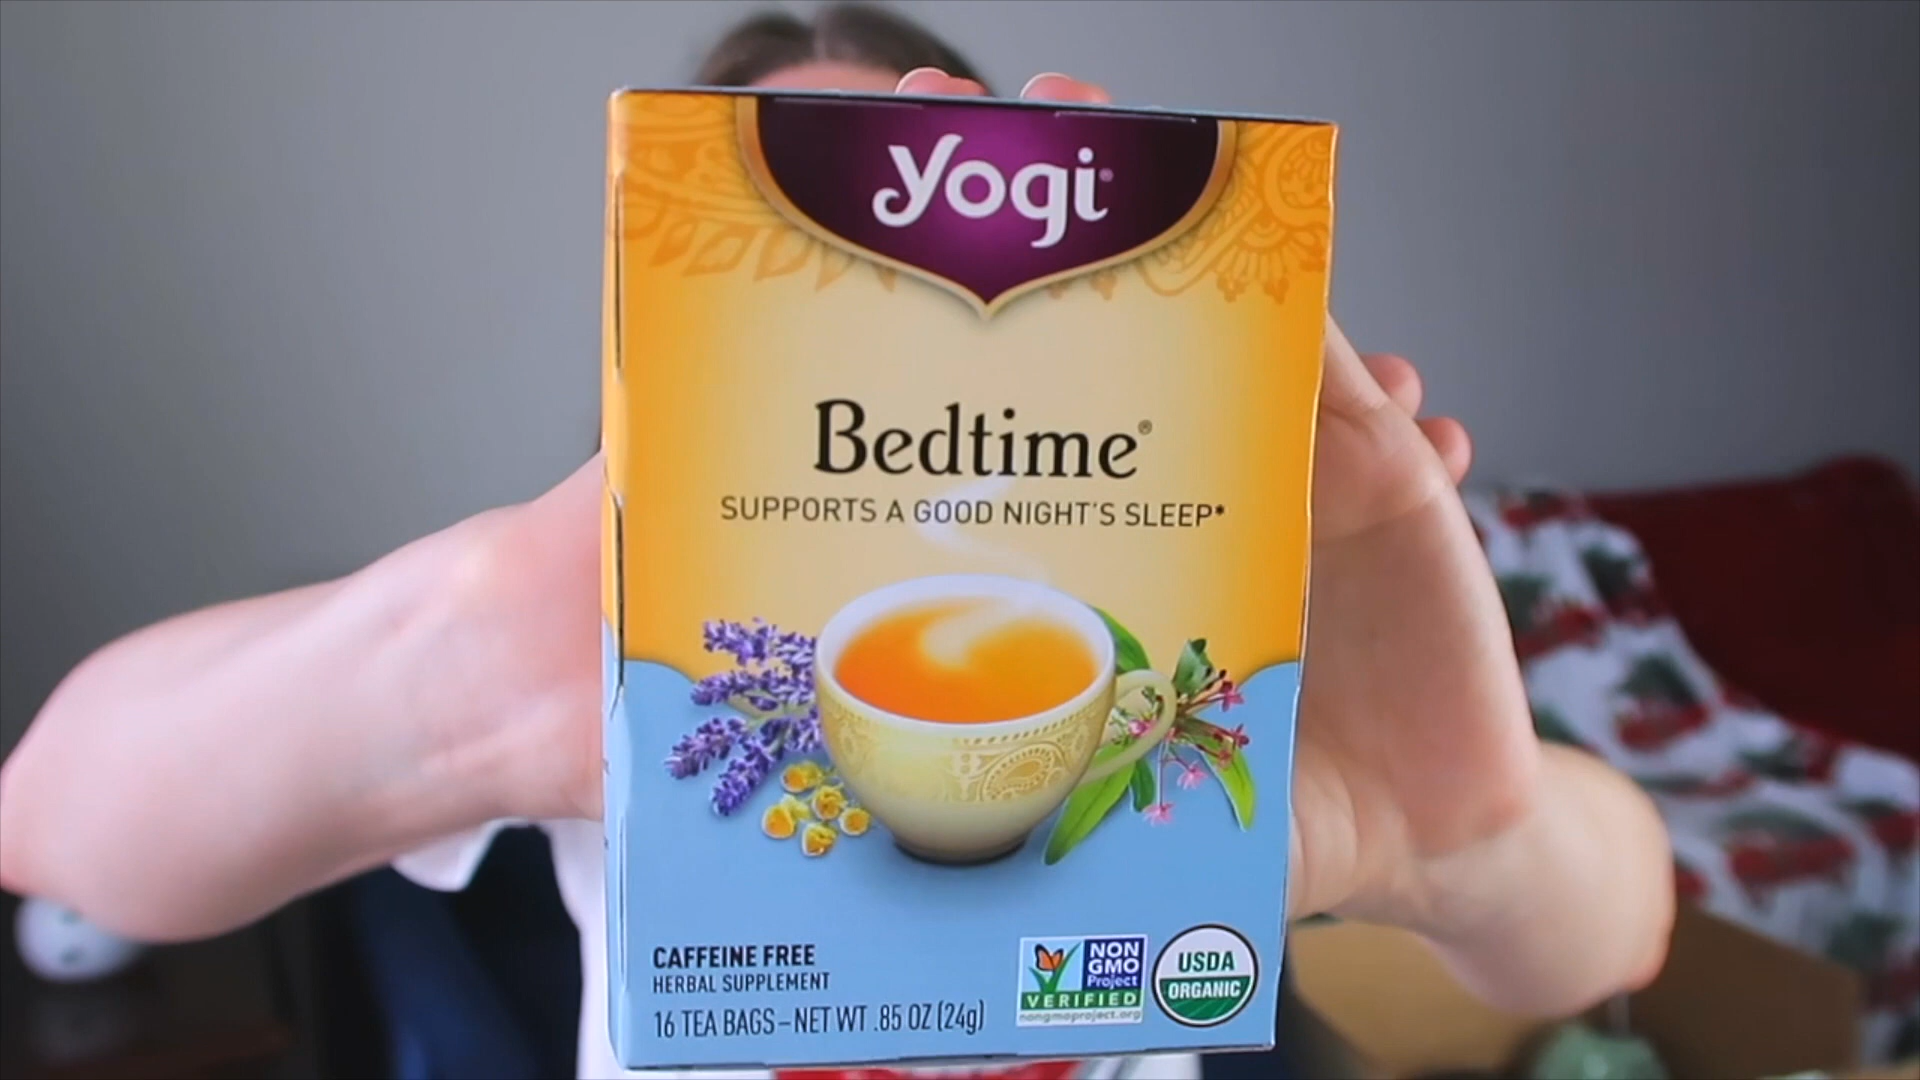 yogi®
Bedtime®
SUPPORTS A GOOD NIGHT'S SLEEP*
CAFFEINE FREE
HERBAL SUPPLEMENT
16 TEA BAGS – NET WT .85 OZ (24g)
NON
GMO
Project
VERIFIED
nongmoproject.org
USDA
ORGANIC